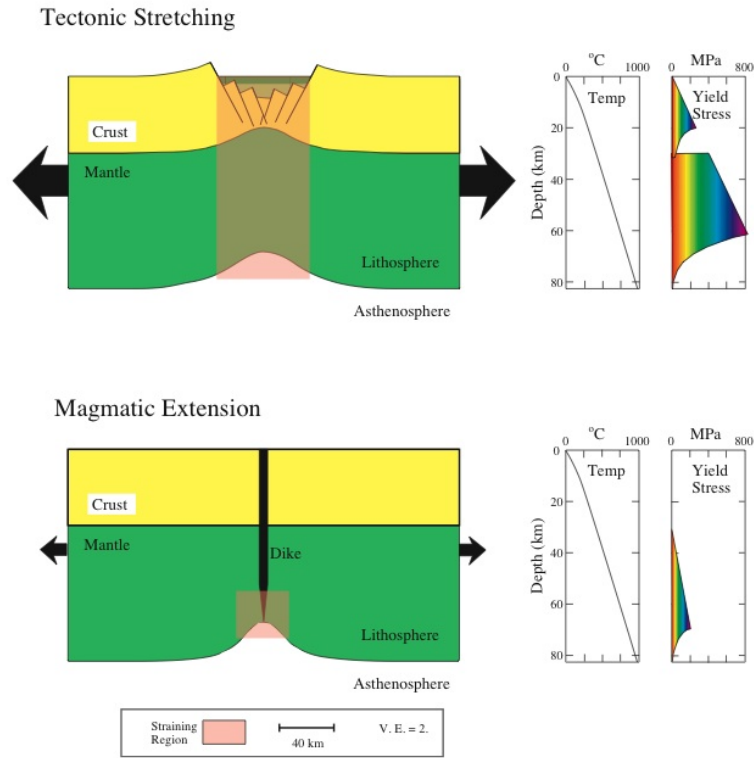 Tectonic Stretching
Crust
Mantle
Lithosphere
Asthenosphere
°C
0 1000
Temp
Depth (km)
0
20
40
60
80
MPa
0 800
Yield
Stress
Magmatic Extension
Crust
Mantle
Dike
Lithosphere
Asthenosphere
°C
0 1000
Temp
Depth (km)
0
20
40
60
80
MPa
0 800
Yield
Stress
Straining
Region
40 km
V. E. = 2.